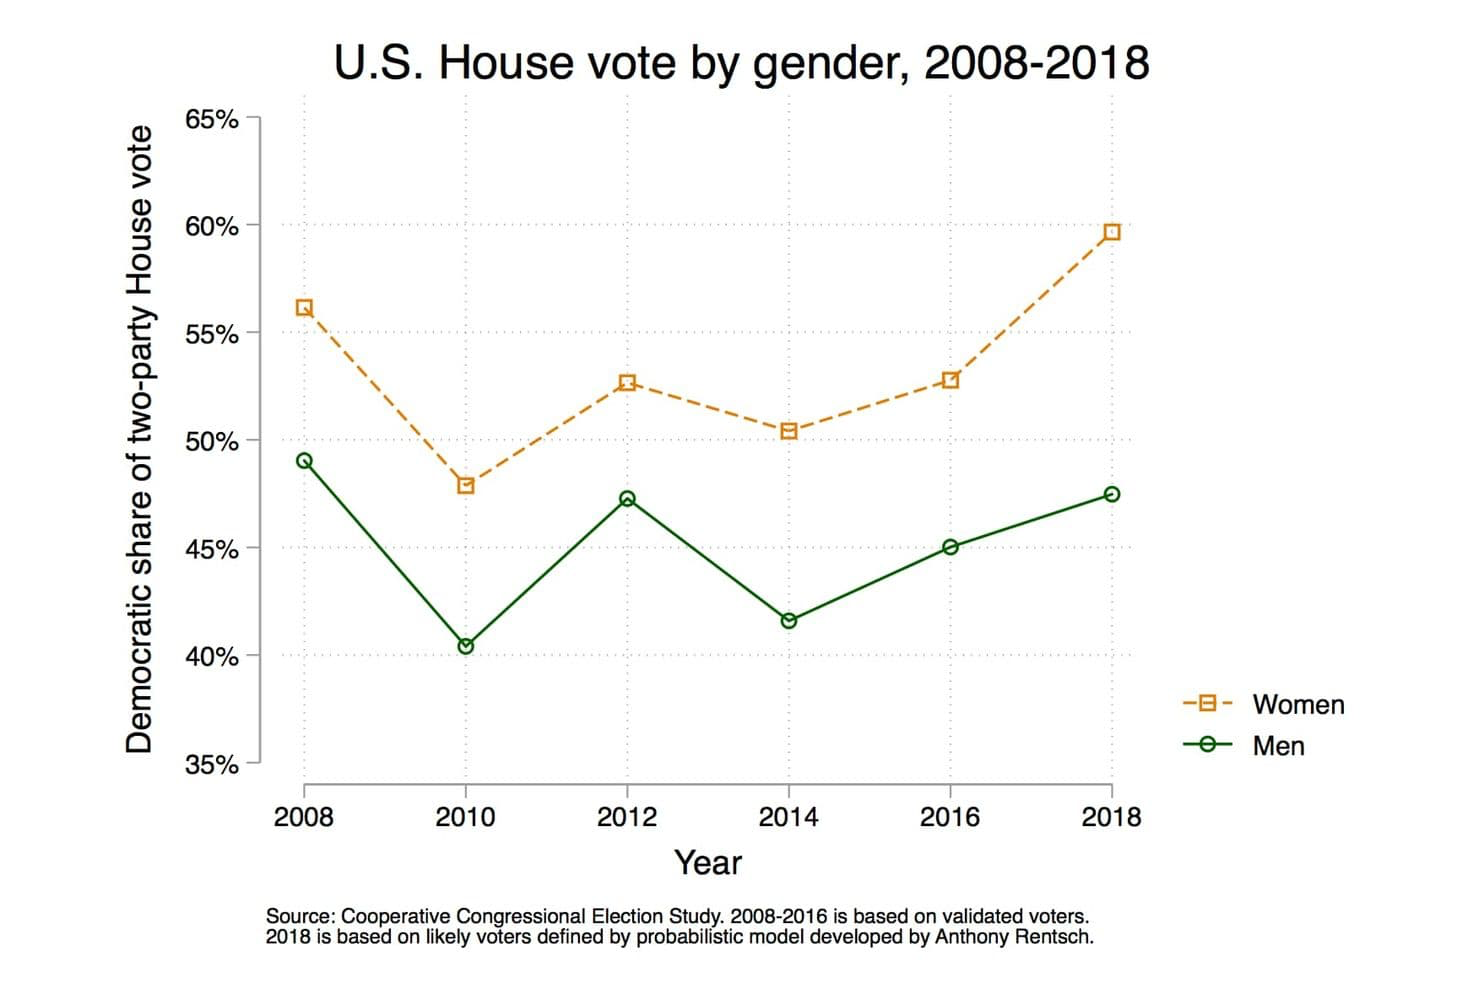 U.S. House vote by gender, 2008-2018
Democratic share of two-party House vote
65%
60%
55%
50%
45%
40%
35%
2008
2010
2012
2014
2016
2018
Year
Women
Men
Source: Cooperative Congressional Election Study. 2008-2016 is based on validated voters.
2018 is based on likely voters defined by probabilistic model developed by Anthony Rentsch.